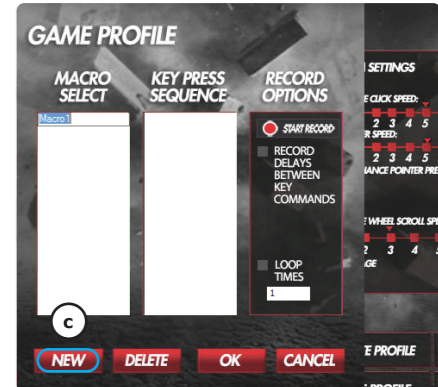 GAME PROFILE
MACRO SELECT
KEY PRESS SEQUENCE
RECORD OPTIONS
Macro1
START RECORD
RECORD
DELAYS
BETWEEN
KEY
COMMANDS
LOOP
TIMES
1
c
NEW
DELETE
OK
CANCEL
SETTINGS
CLICK SPEED:
2 3 4 5
SPEED:
2 3 4 5
POINTER
WHEEL SCROLL
3 4
PROFILE